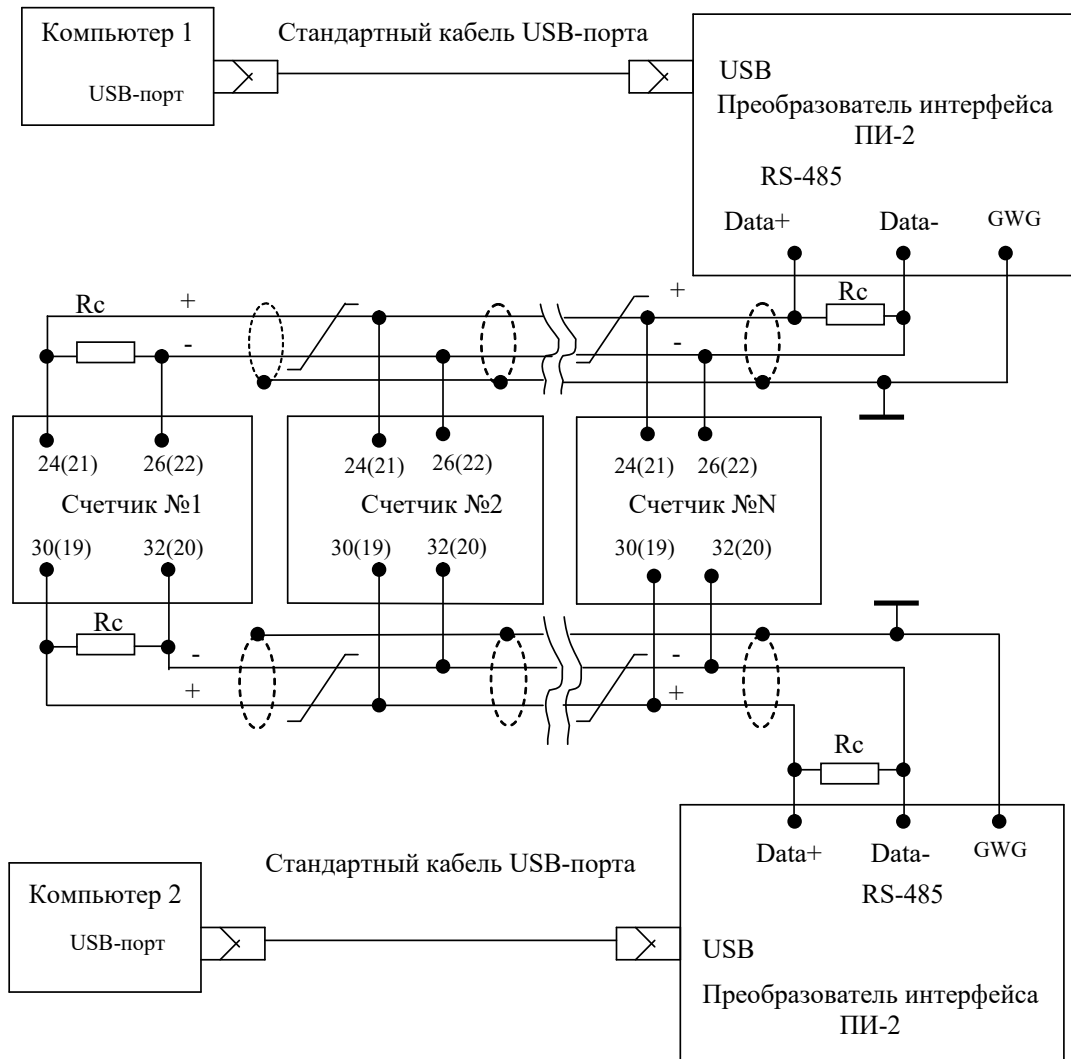 Компьютер 1
Стандартный кабель USB-порта
USB-порт
USB
Преобразователь интерфейса
ПИ-2
RS-485
Data+
Data-
GWG
Rc
+
-
+
-
Rc
24(21)
26(22)
Счетчик №1
30(19)
32(20)
24(21)
26(22)
Счетчик №2
30(19)
32(20)
24(21)
26(22)
Счетчик №N
30(19)
32(20)
Rc
-
+
-
+
Rc
Data+
Data-
GWG
RS-485
Стандартный кабель USB-порта
Компьютер 2
USB-порт
USB
Преобразователь интерфейса
ПИ-2